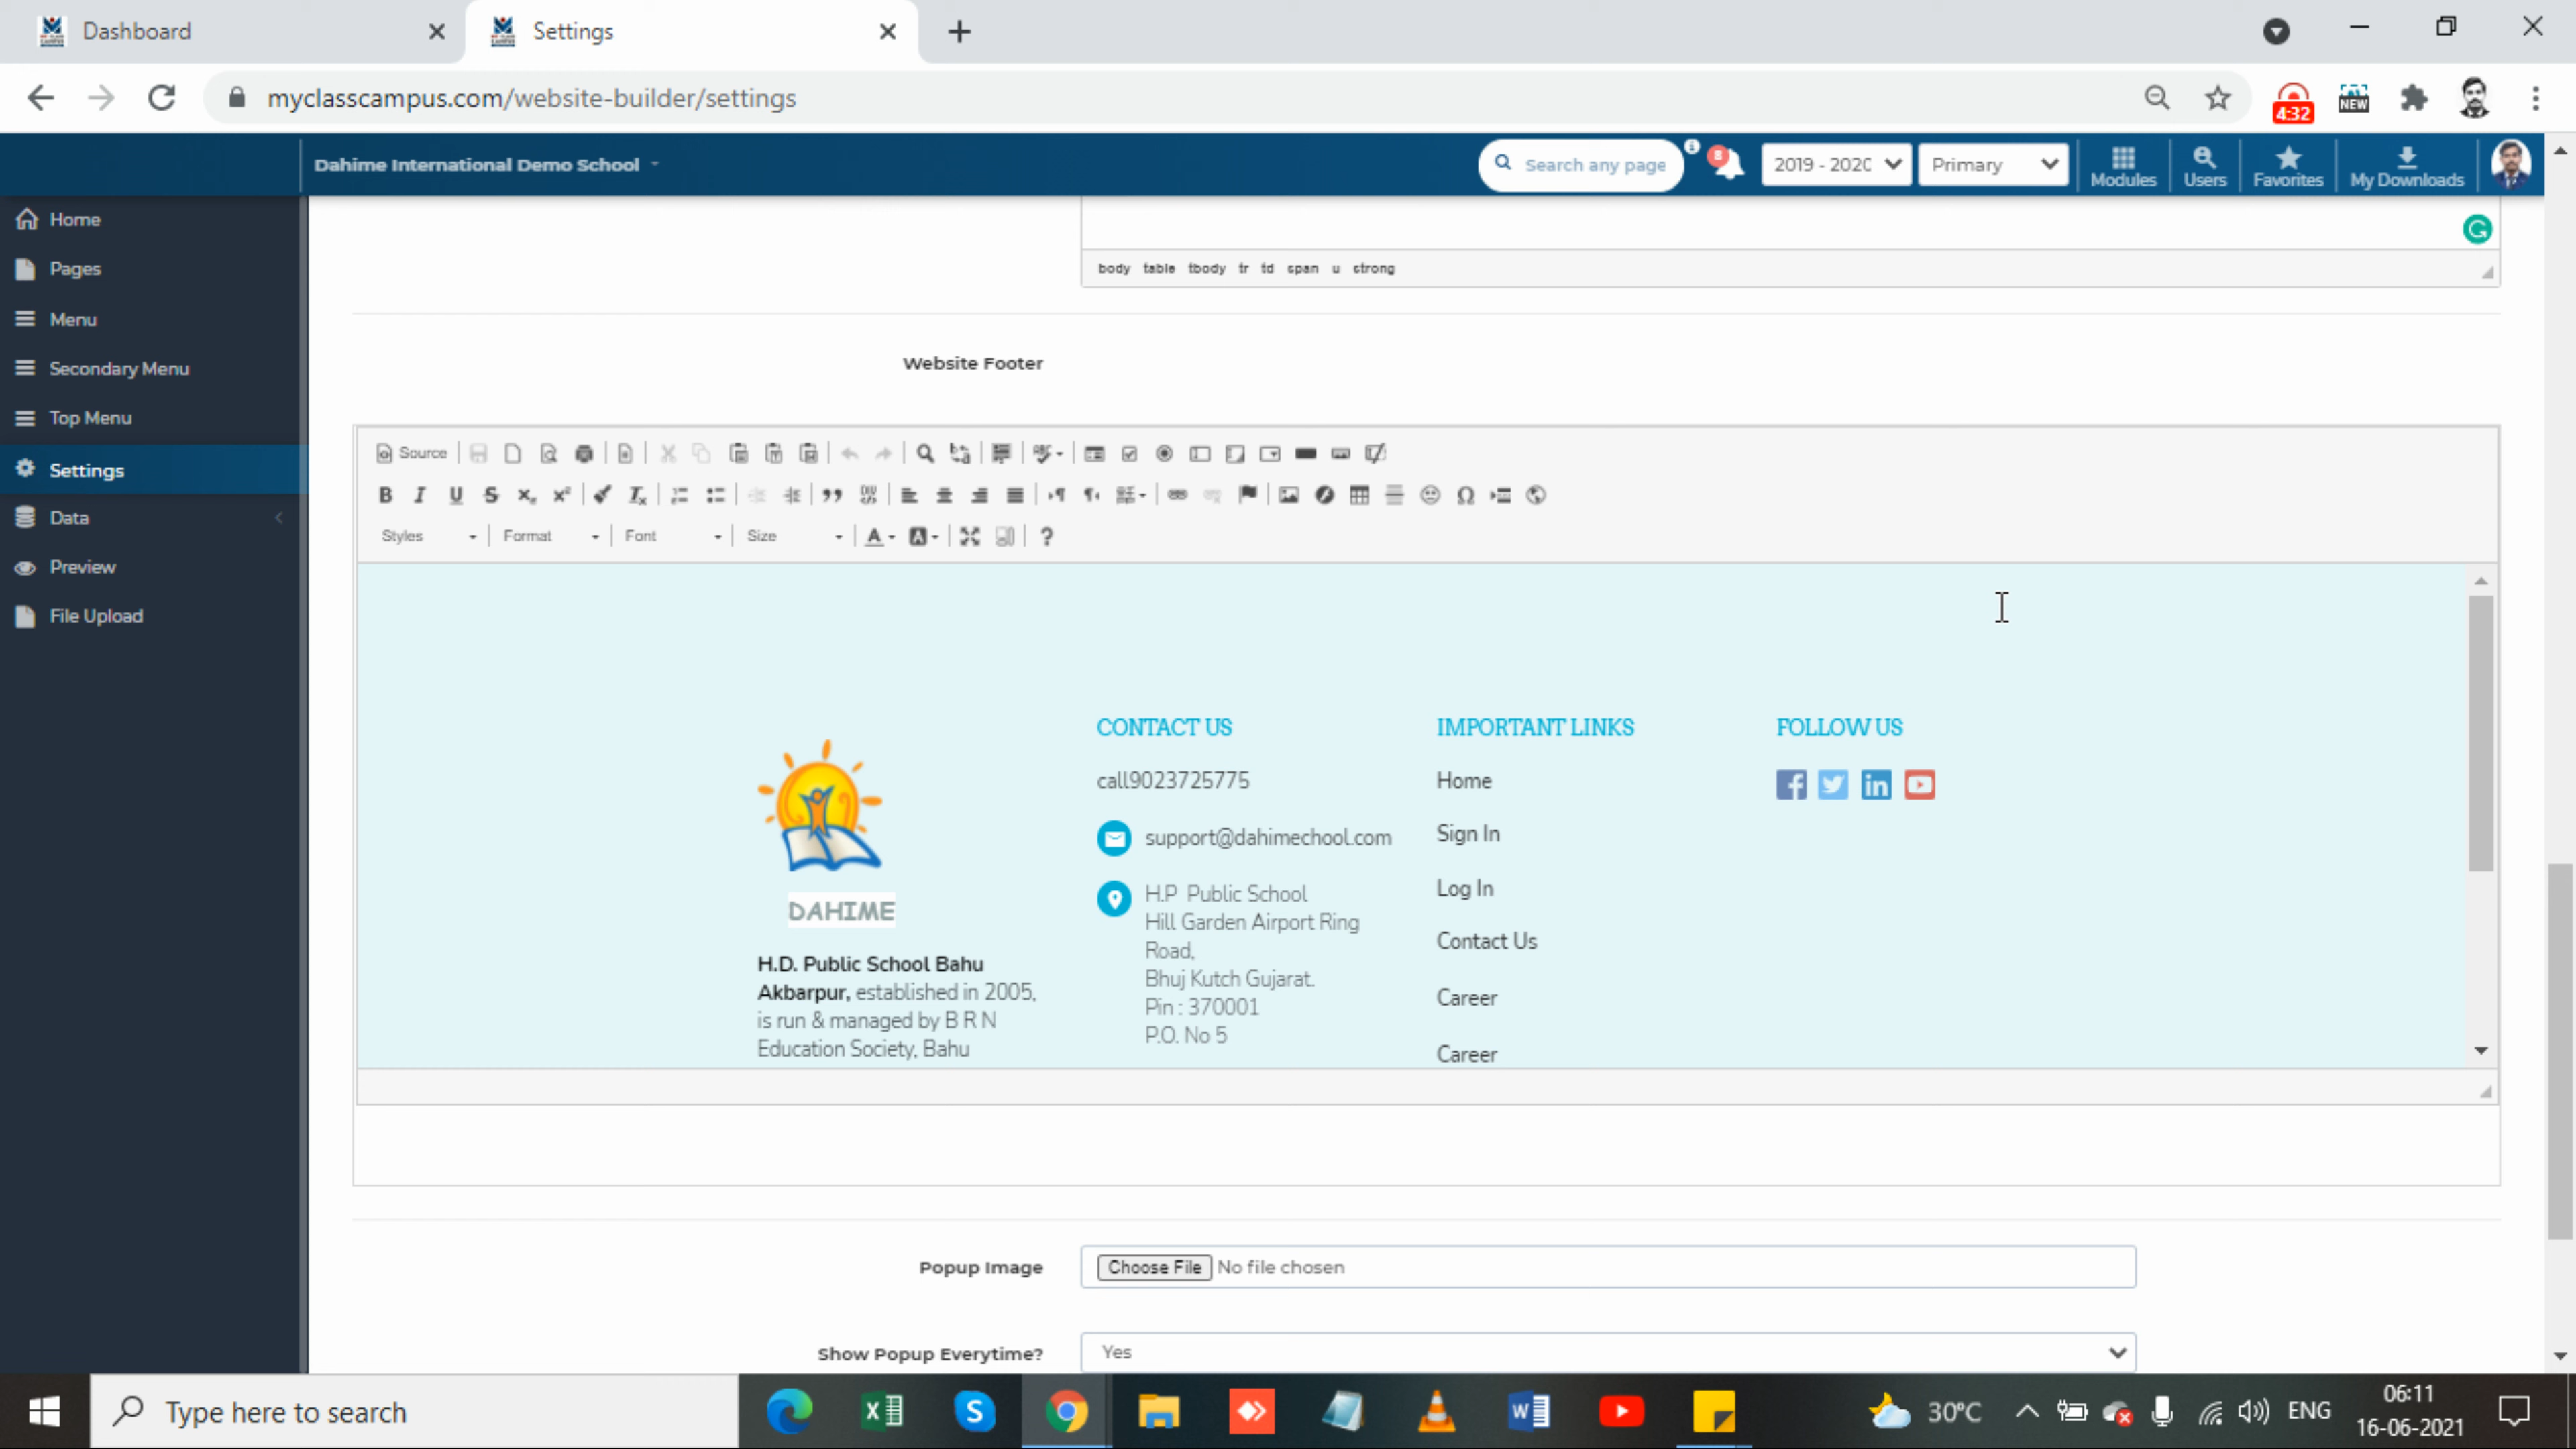 Dashboard
Settings
myclasscampus.com/website-builder/settings
4:32
NEW
Dahime International Demo School
Search any page
8
2019 - 2020
Primary
Modules
Users
Favorites
My Downloads
Home
Pages
Menu
Secondary Menu
Top Menu
Settings
Data
Preview
File Upload
body table tbody tr td span u strong
Website Footer
Source
Styles
Format
Font
Size
CONTACT US
call9023725775
support@dahimechool.com
H.P Public School
Hill Garden Airport Ring
Road,
Bhuj Kutch Gujarat.
Pin : 370001
P.O. No 5
IMPORTANT LINKS
Home
Sign In
Log In
Contact Us
Career
Career
FOLLOW US
DAHIME
H.D. Public School Bahu
Akbarpur, established in 2005,
is run & managed by B R N
Education Society, Bahu
Popup Image
Choose File No file chosen
Show Popup Everytime?
Yes
Type here to search
30°C
ENG
06:11
16-06-2021